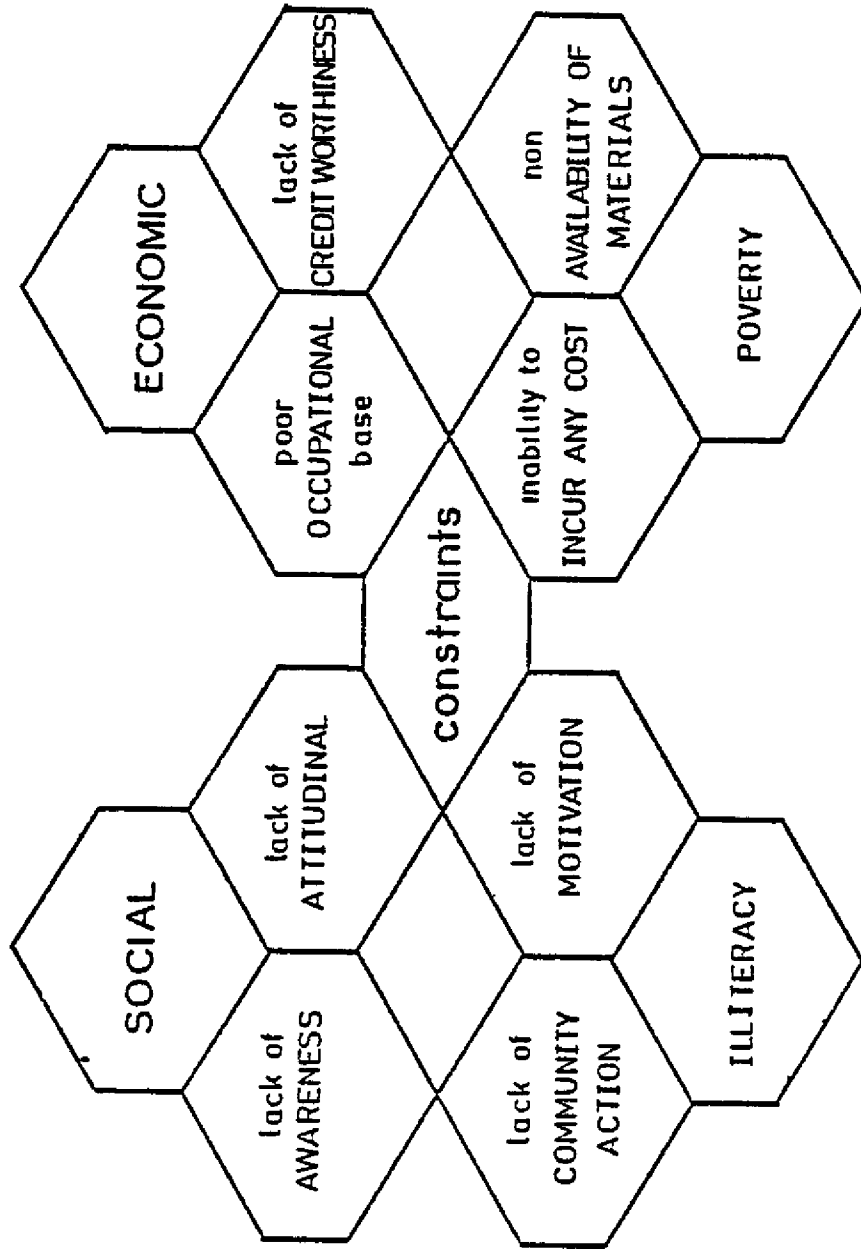 SOCIAL
lack of
AWARENESS
lack of
ATTITUDINAL
constraints
lack of
COMMUNITY
ACTION
lack of
MOTIVATION
ILLITERACY
ECONOMIC
poor
OCCUPATIONAL
base
lack of
CREDIT WORTHINESS
inability to
INCUR ANY COST
non
AVAILABILITY OF
MATERIALS
POVERTY